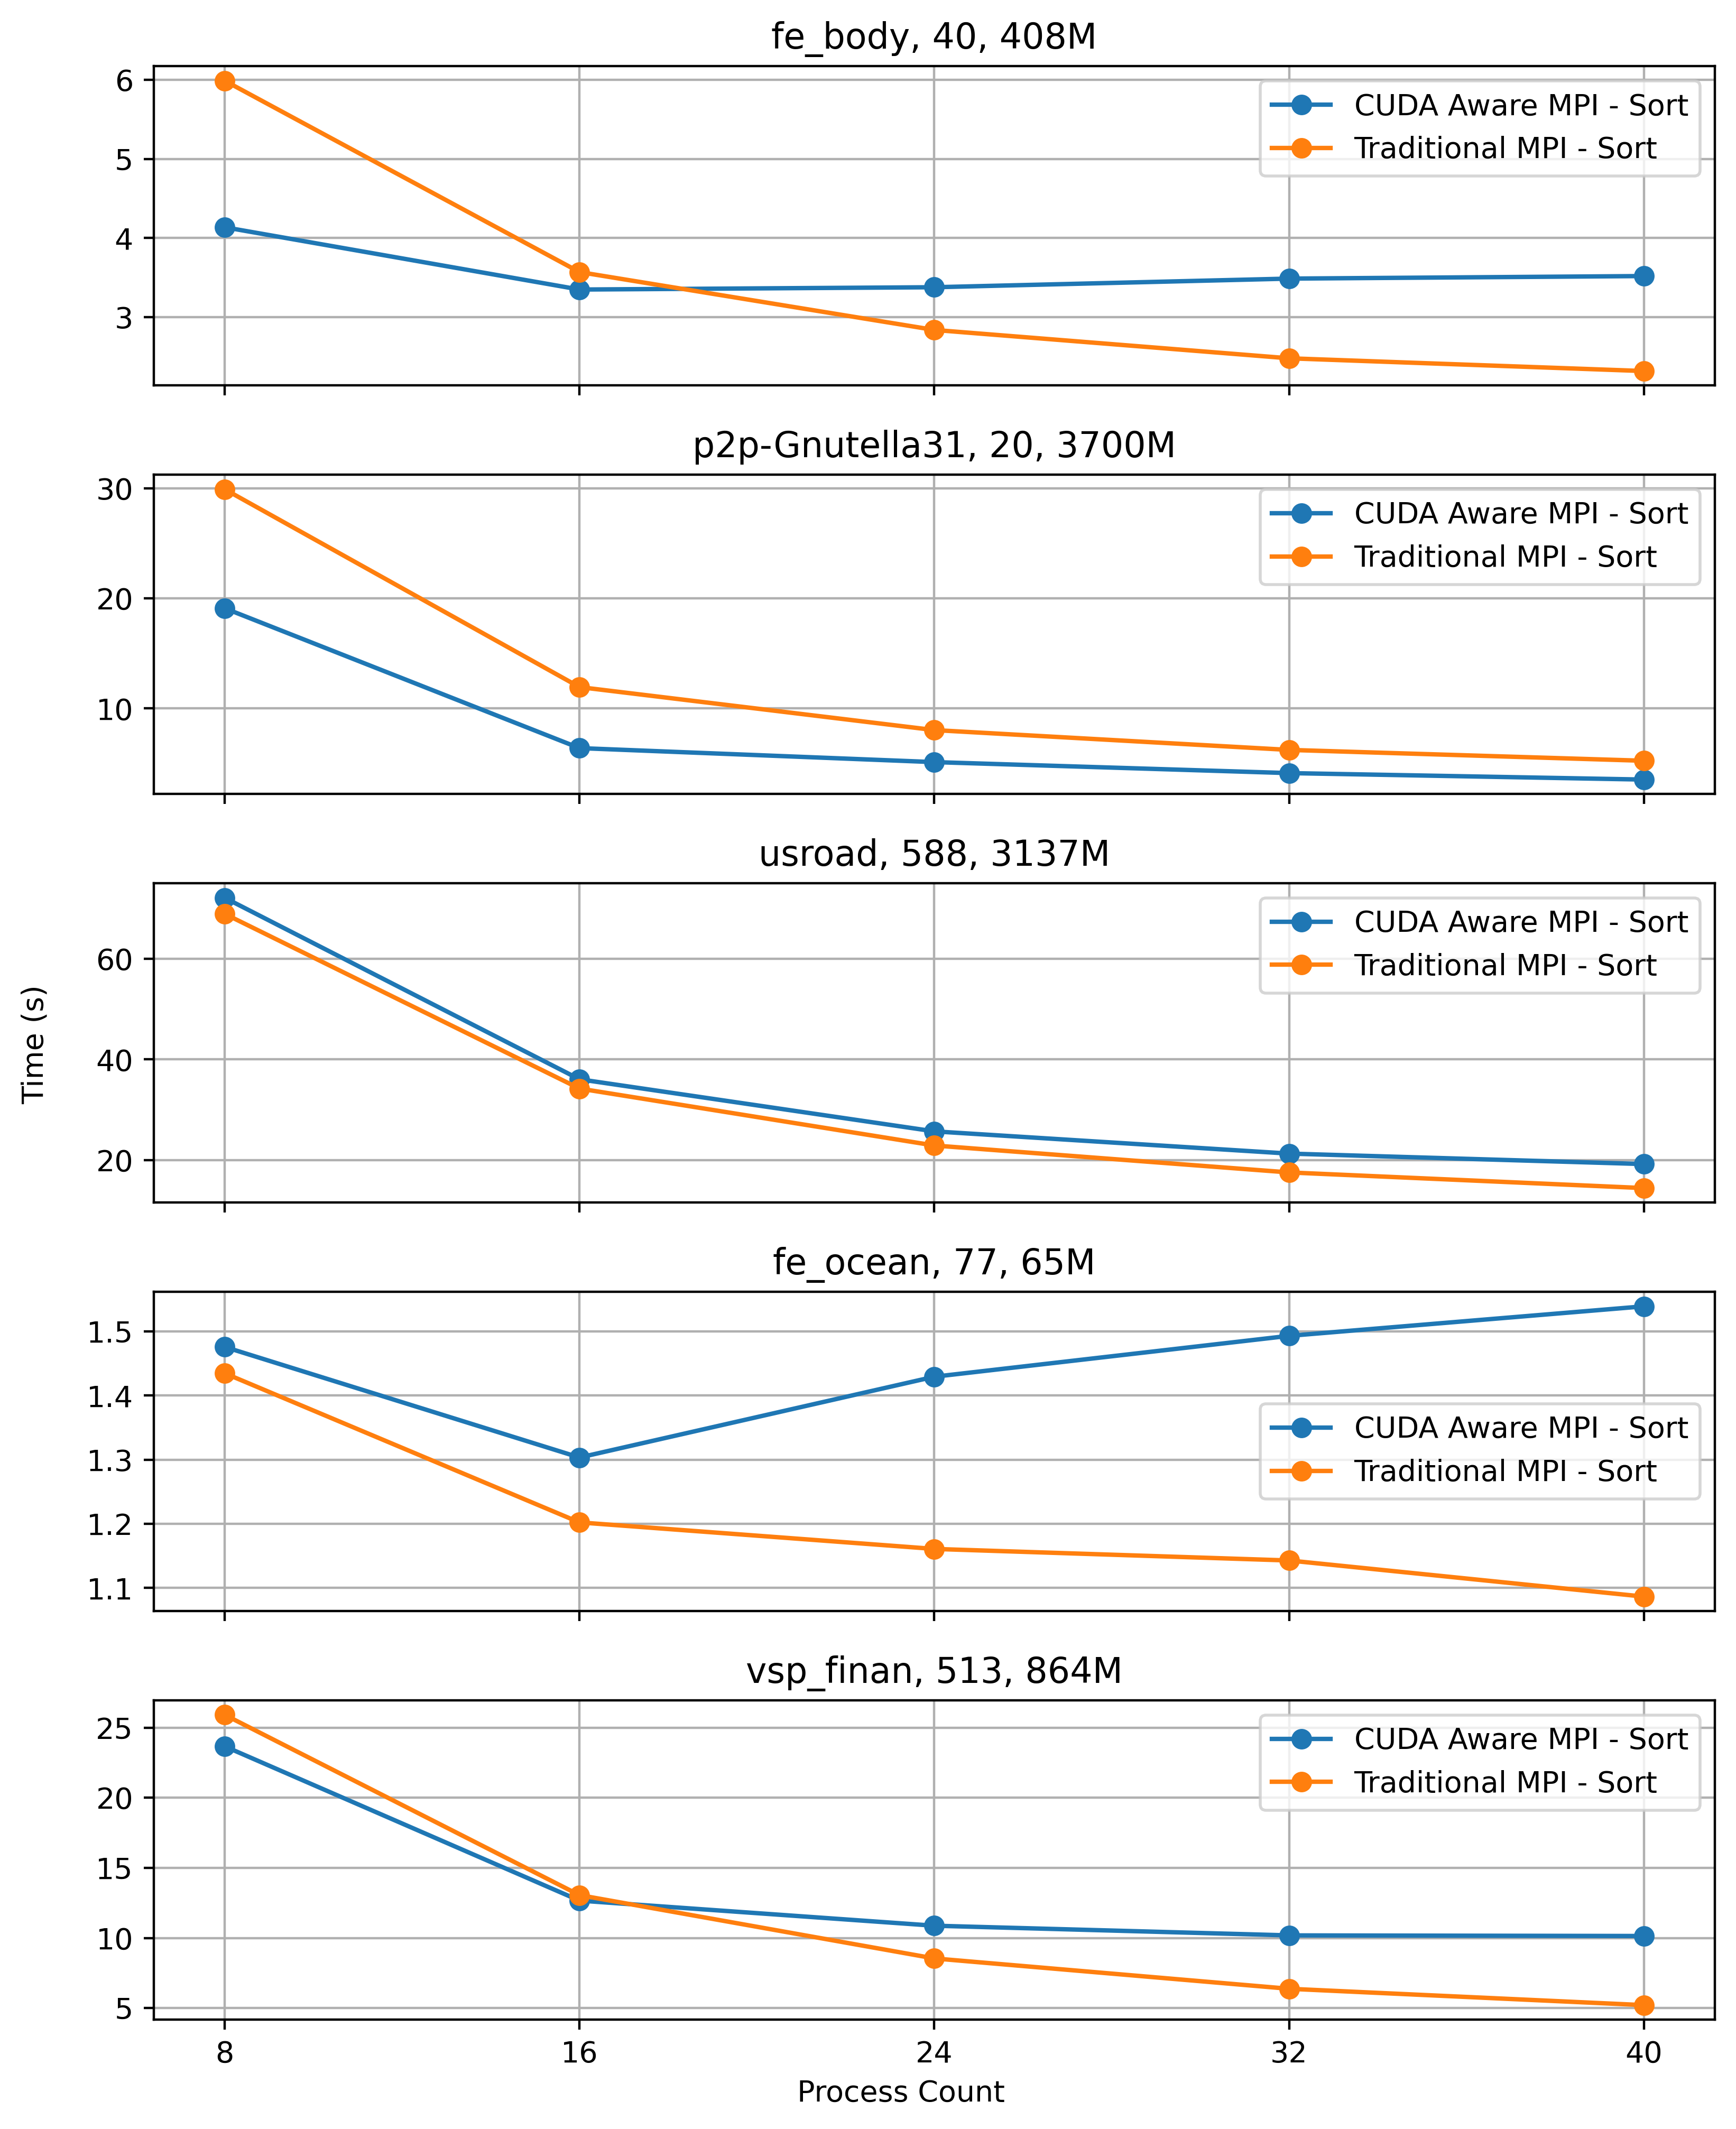 fe_body, 40, 408M
6
5
4
3
CUDA Aware MPI - Sort
Traditional MPI - Sort
p2p-Gnutella31, 20, 3700M
30
20
10
CUDA Aware MPI - Sort
Traditional MPI - Sort
usroad, 588, 3137M
60
40
20
CUDA Aware MPI - Sort
Traditional MPI - Sort
Time (s)
fe_ocean, 77, 65M
1.5
1.4
1.3
1.2
1.1
CUDA Aware MPI - Sort
Traditional MPI - Sort
vsp_finan, 513, 864M
25
20
15
10
5
CUDA Aware MPI - Sort
Traditional MPI - Sort
8 16 24 32 40
Process Count